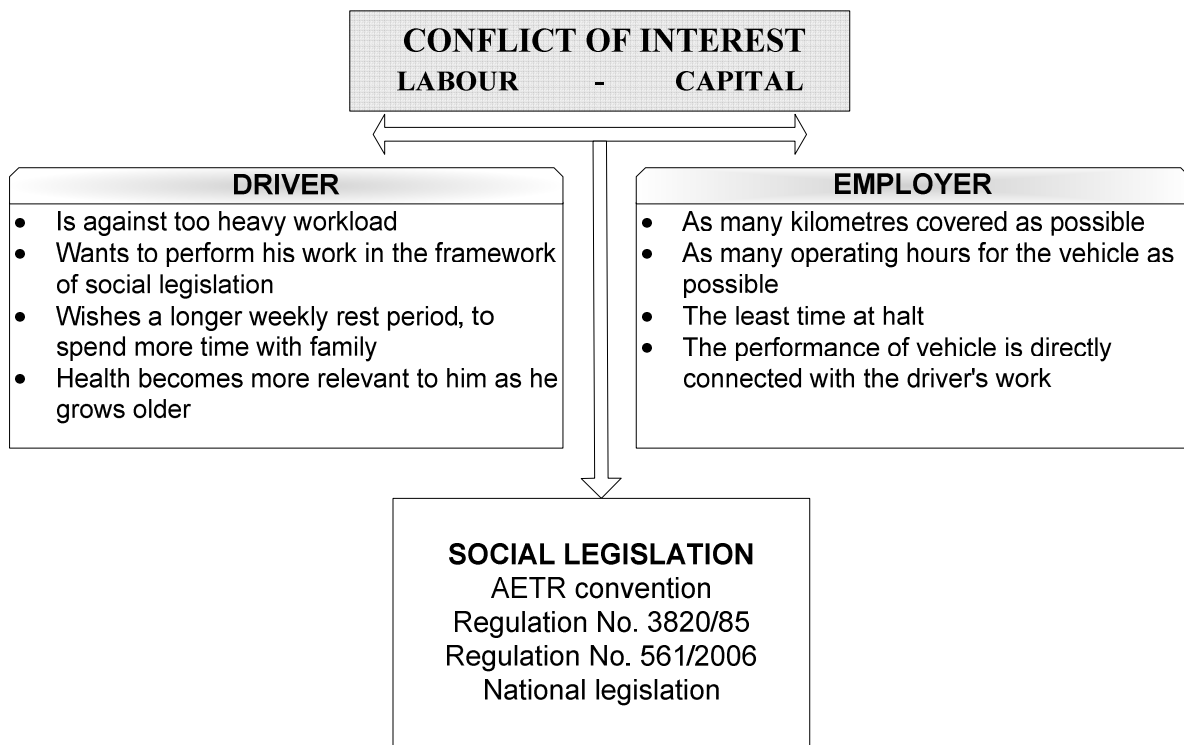 CONFLICT OF INTEREST
LABOUR - CAPITAL
DRIVER
• Is against too heavy workload
• Wants to perform his work in the framework
of social legislation
• Wishes a longer weekly rest period, to
spend more time with family
• Health becomes more relevant to him as he
grows older
EMPLOYER
• As many kilometres covered as possible
• As many operating hours for the vehicle as
possible
• The least time at halt
• The performance of vehicle is directly
connected with the driver's work
SOCIAL LEGISLATION
AETR convention
Regulation No. 3820/85
Regulation No. 561/2006
National legislation